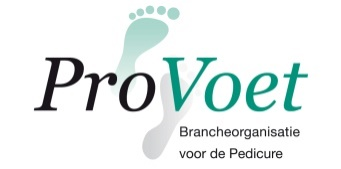 ProVoet
Brancheorganisatie
voor de Pedicure